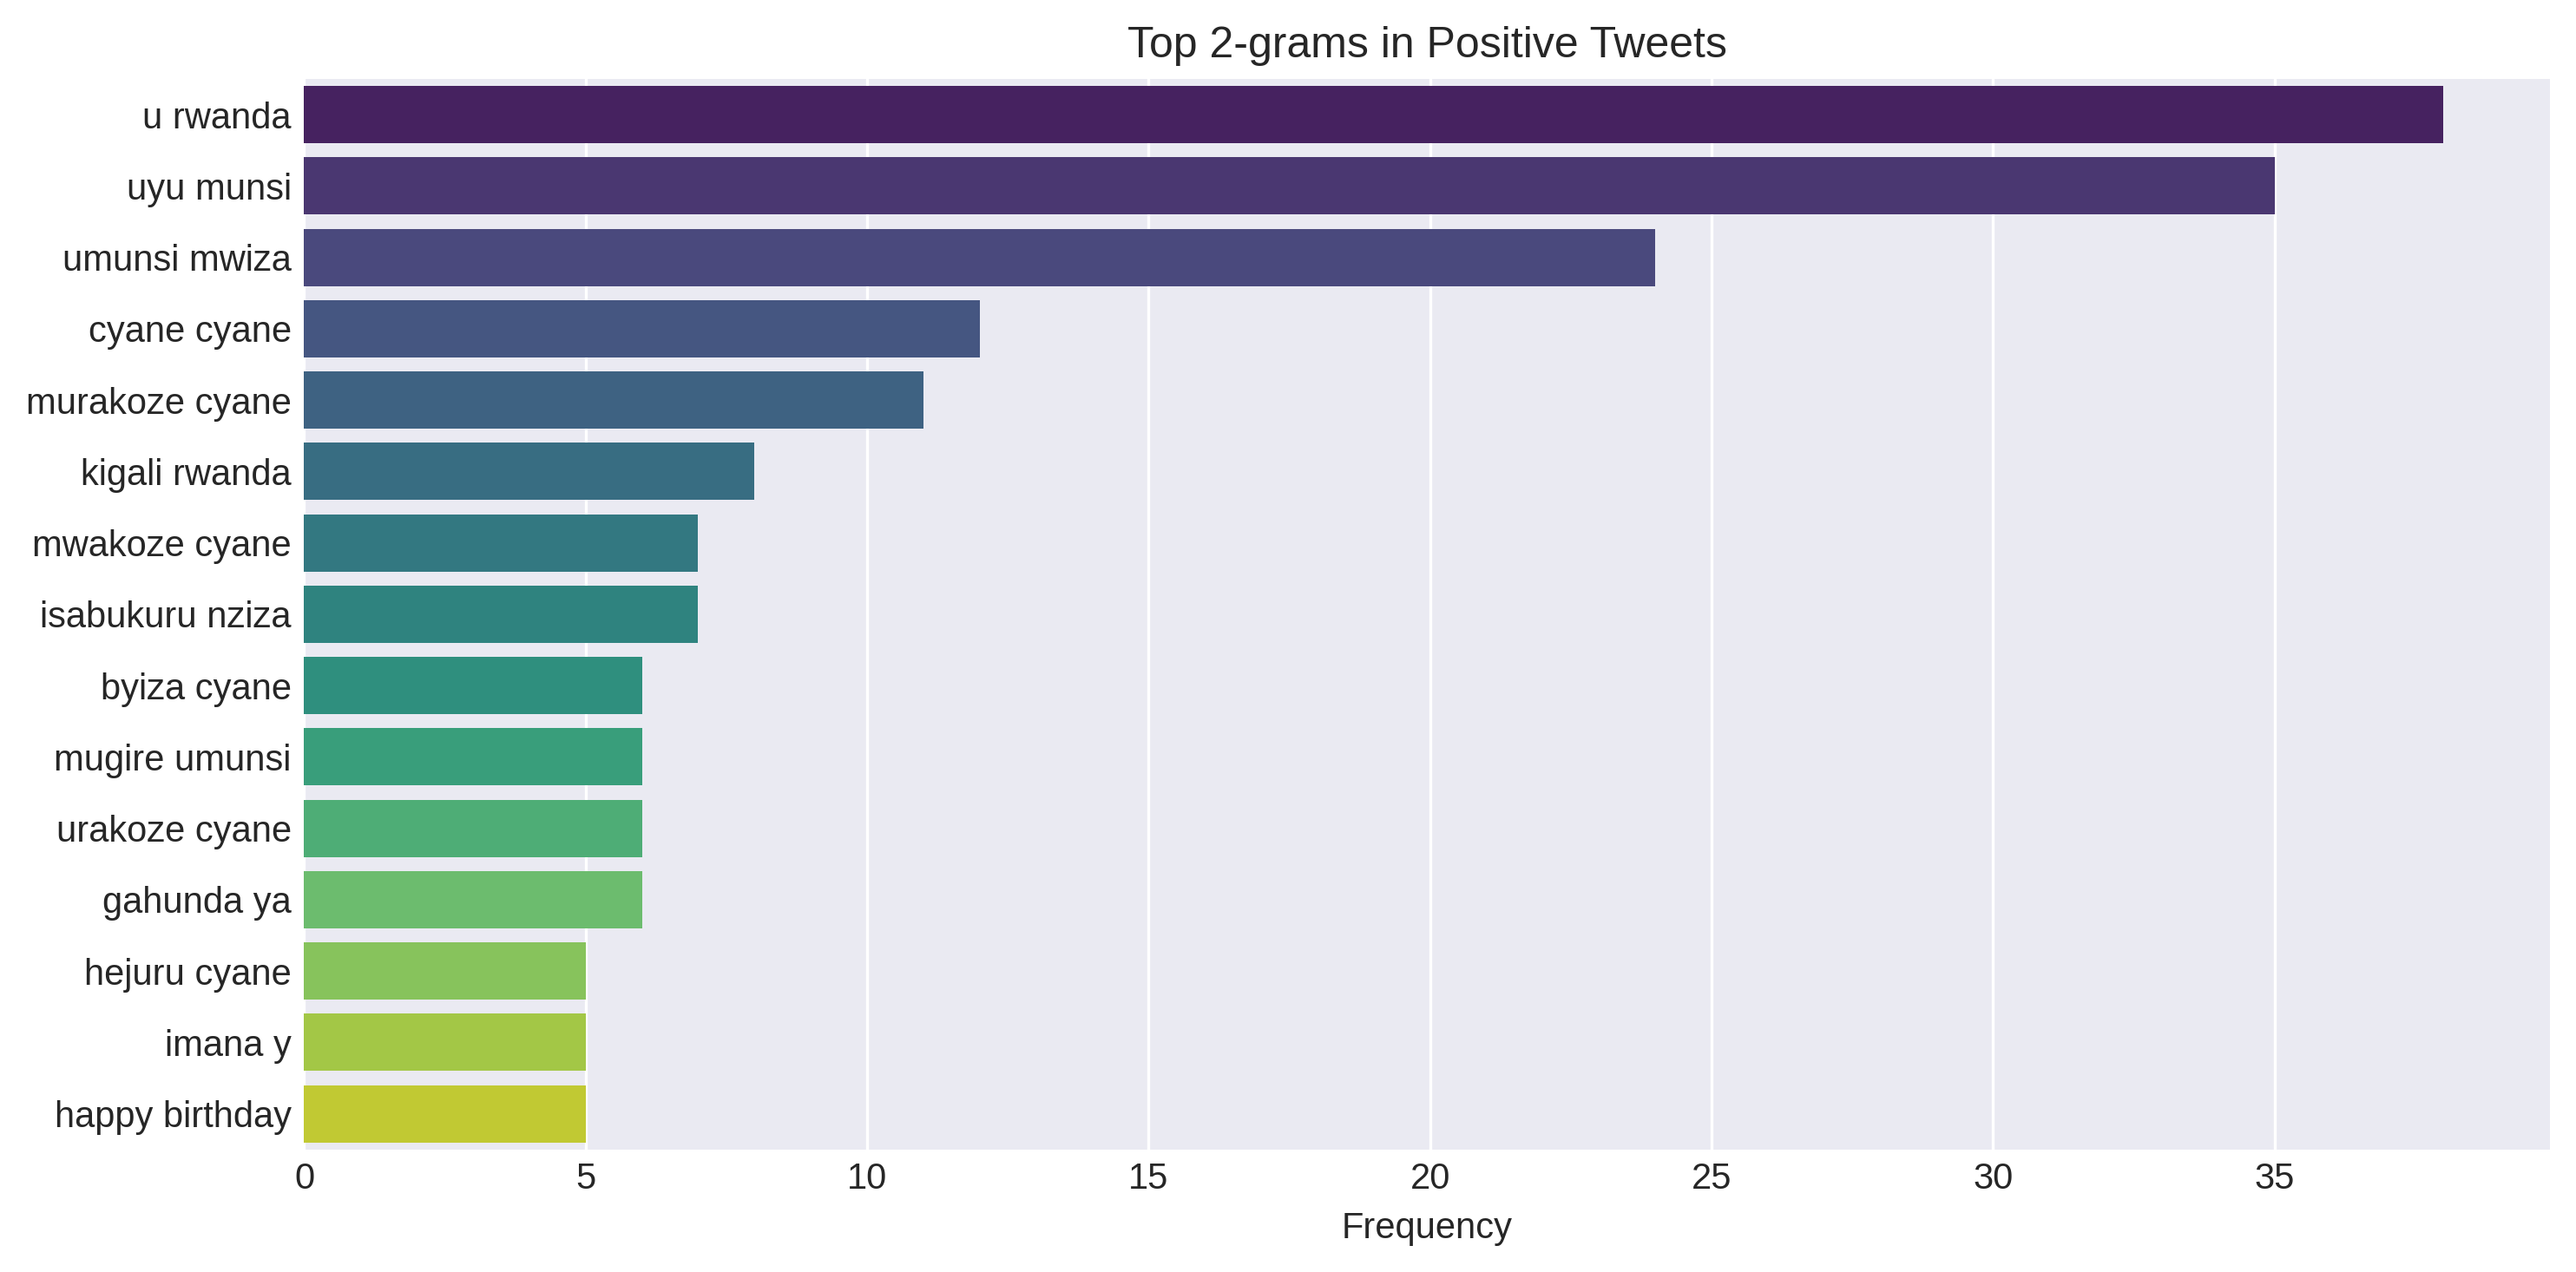 Top 2-grams in Positive Tweets
u rwanda
uyu munsi
umunsi mwiza
cyane cyane
murakoze cyane
kigali rwanda
mwakoze cyane
isabukuru nziza
byiza cyane
mugire umunsi
urakoze cyane
gahunda ya
hejuru cyane
imana y
happy birthday
0 5 10 15 20 25 30 35
Frequency